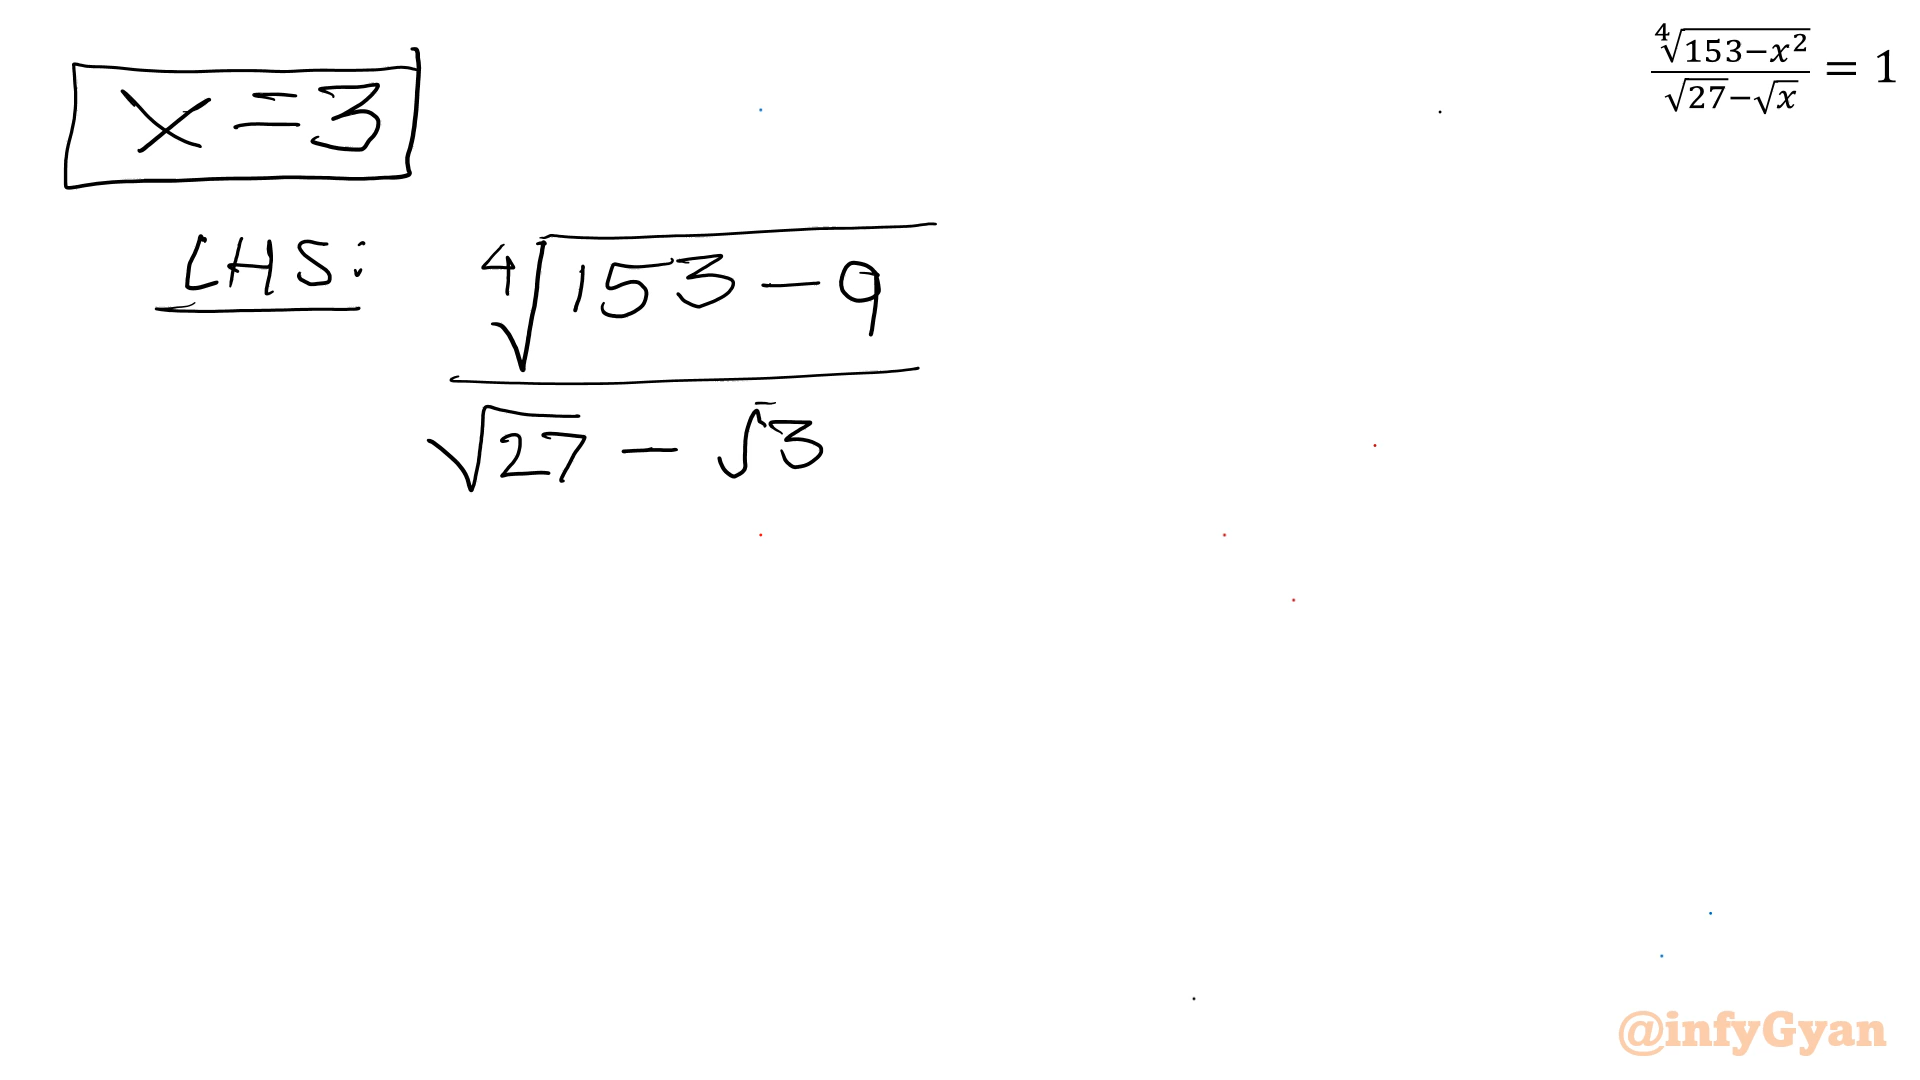 x = 3
∜(153-x²) / (√27-√x) = 1
LHS: ∜(153 - 9) / (√27 - √3)
@infyGyan